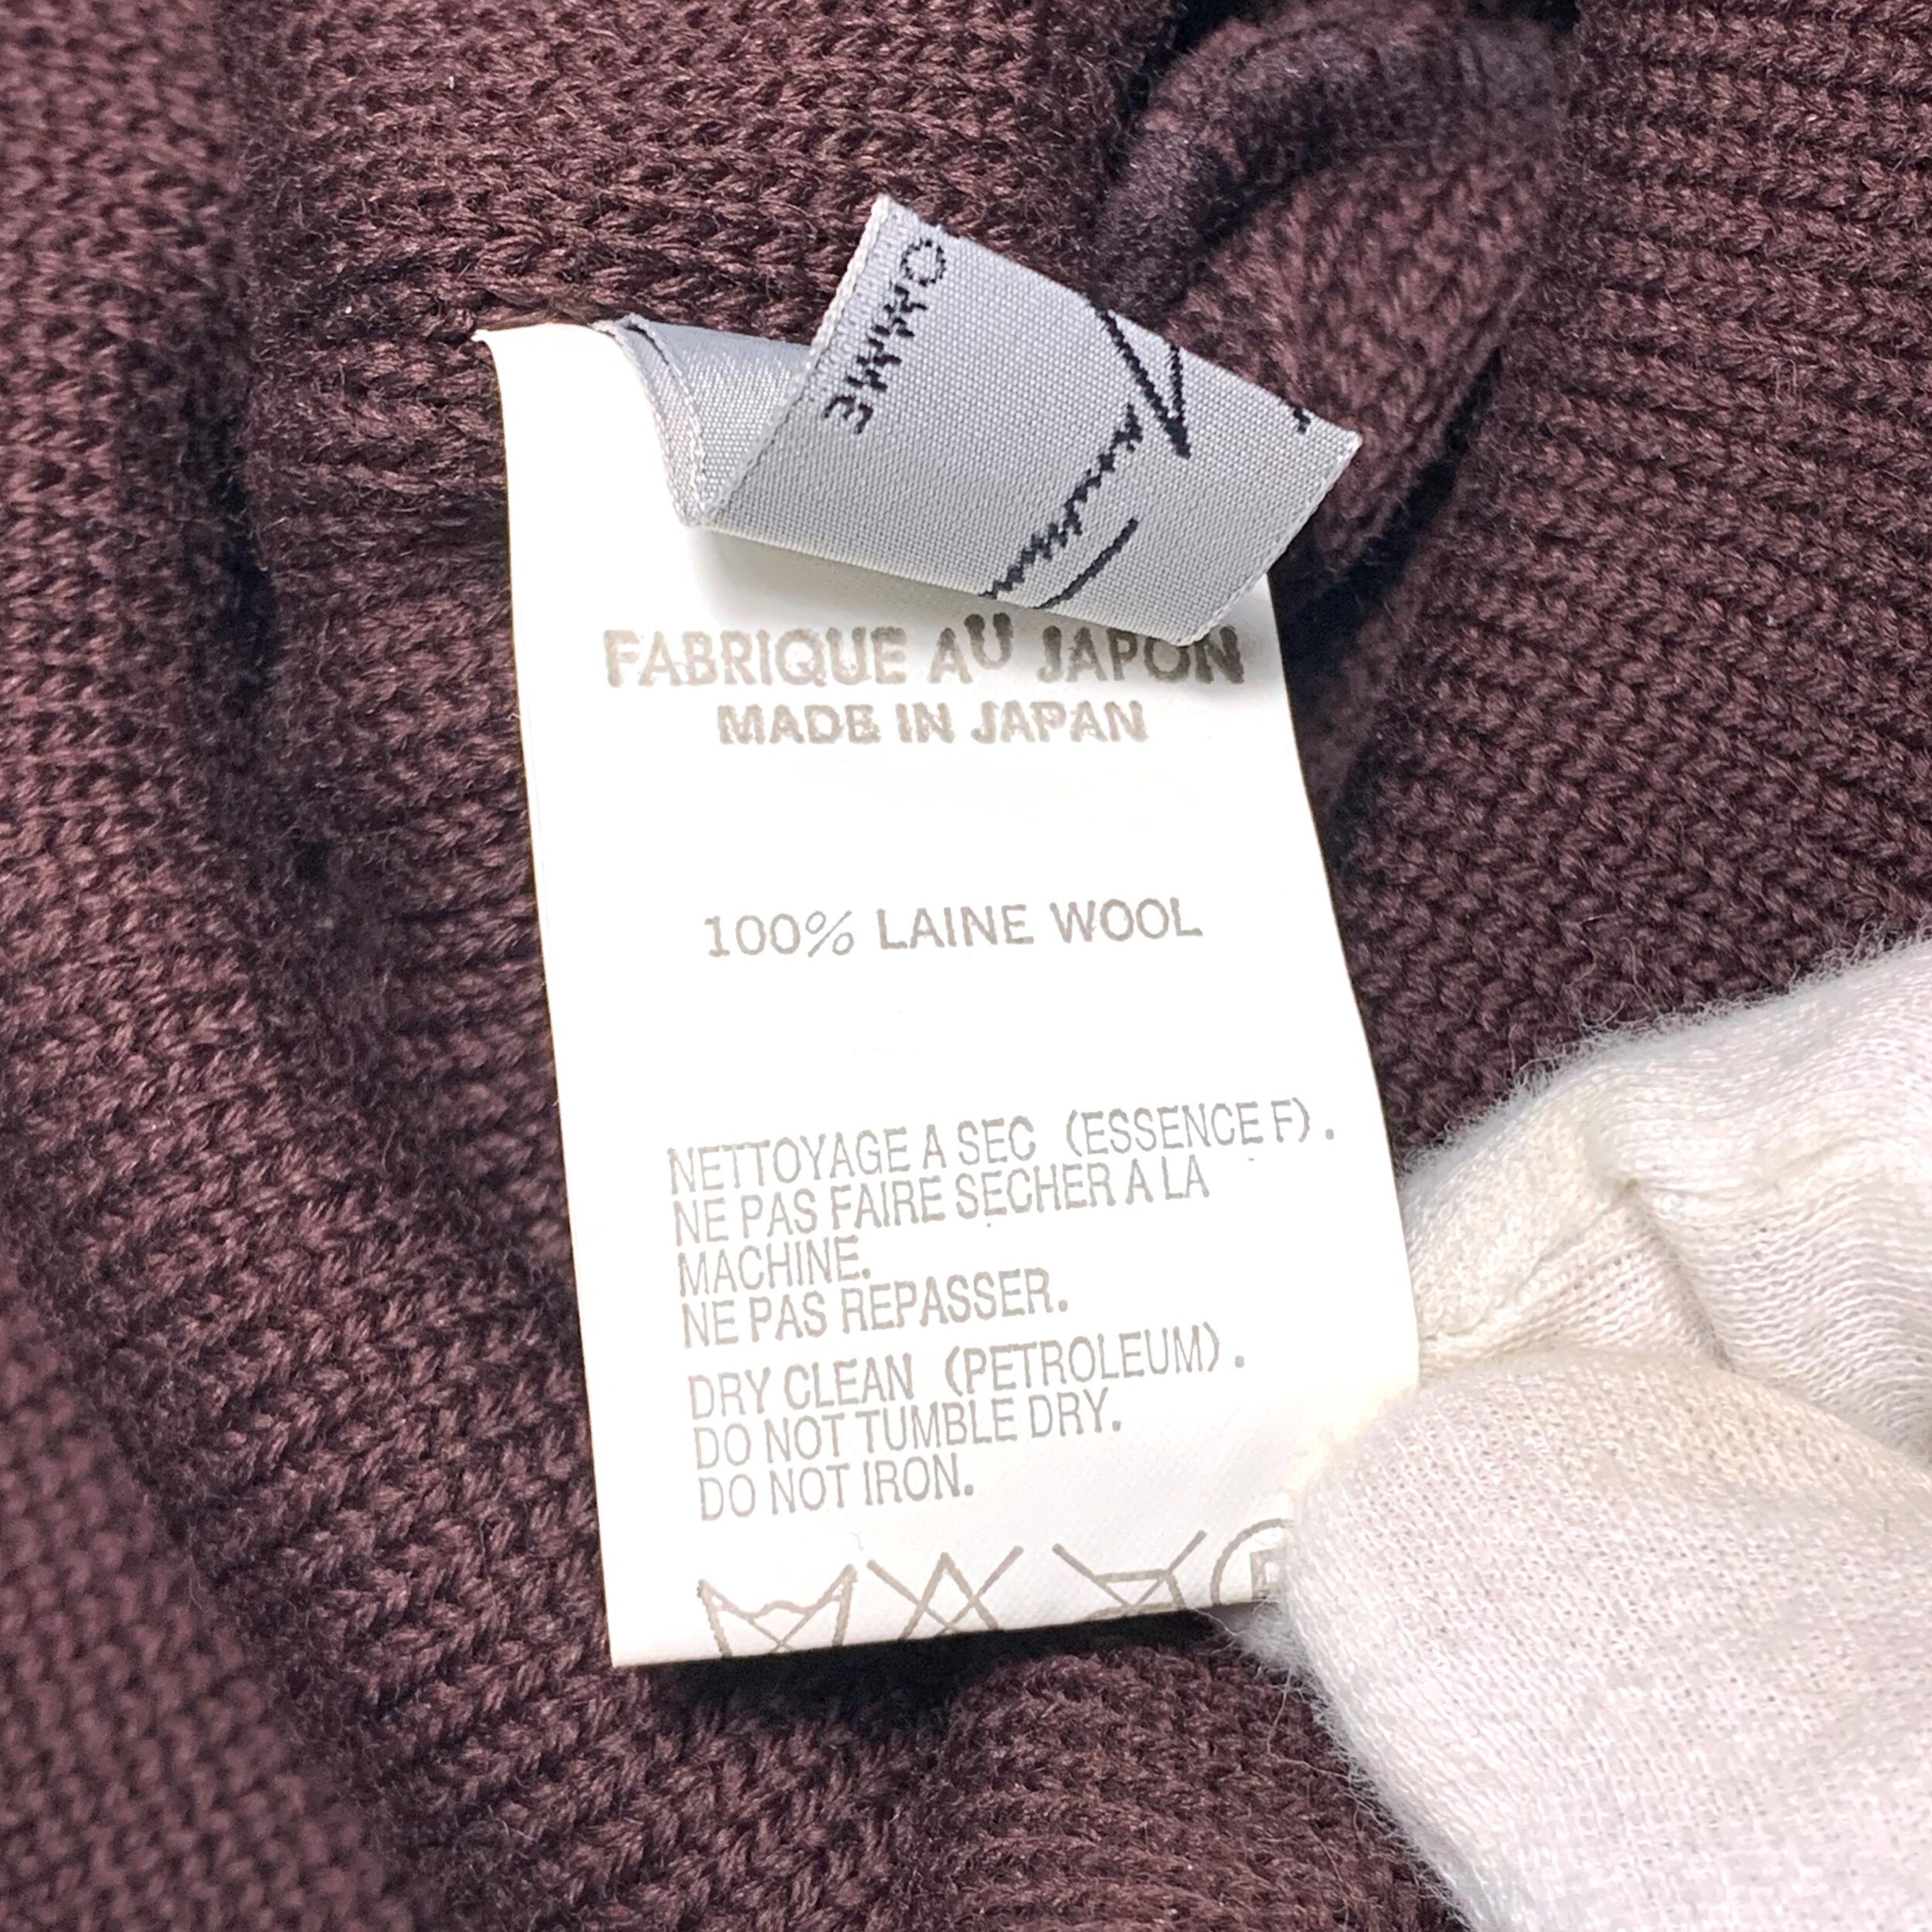 OMME
FABRIQUE AU JAPON
MADE IN JAPAN
100% LAINE WOOL
NETTOYAGE A SEC (ESSENCE F).
NE PAS FAIRE SECHER A LA
MACHINE.
NE PAS REPASSER.
DRY CLEAN (PETROLEUM).
DO NOT TUMBLE DRY.
DO NOT IRON.